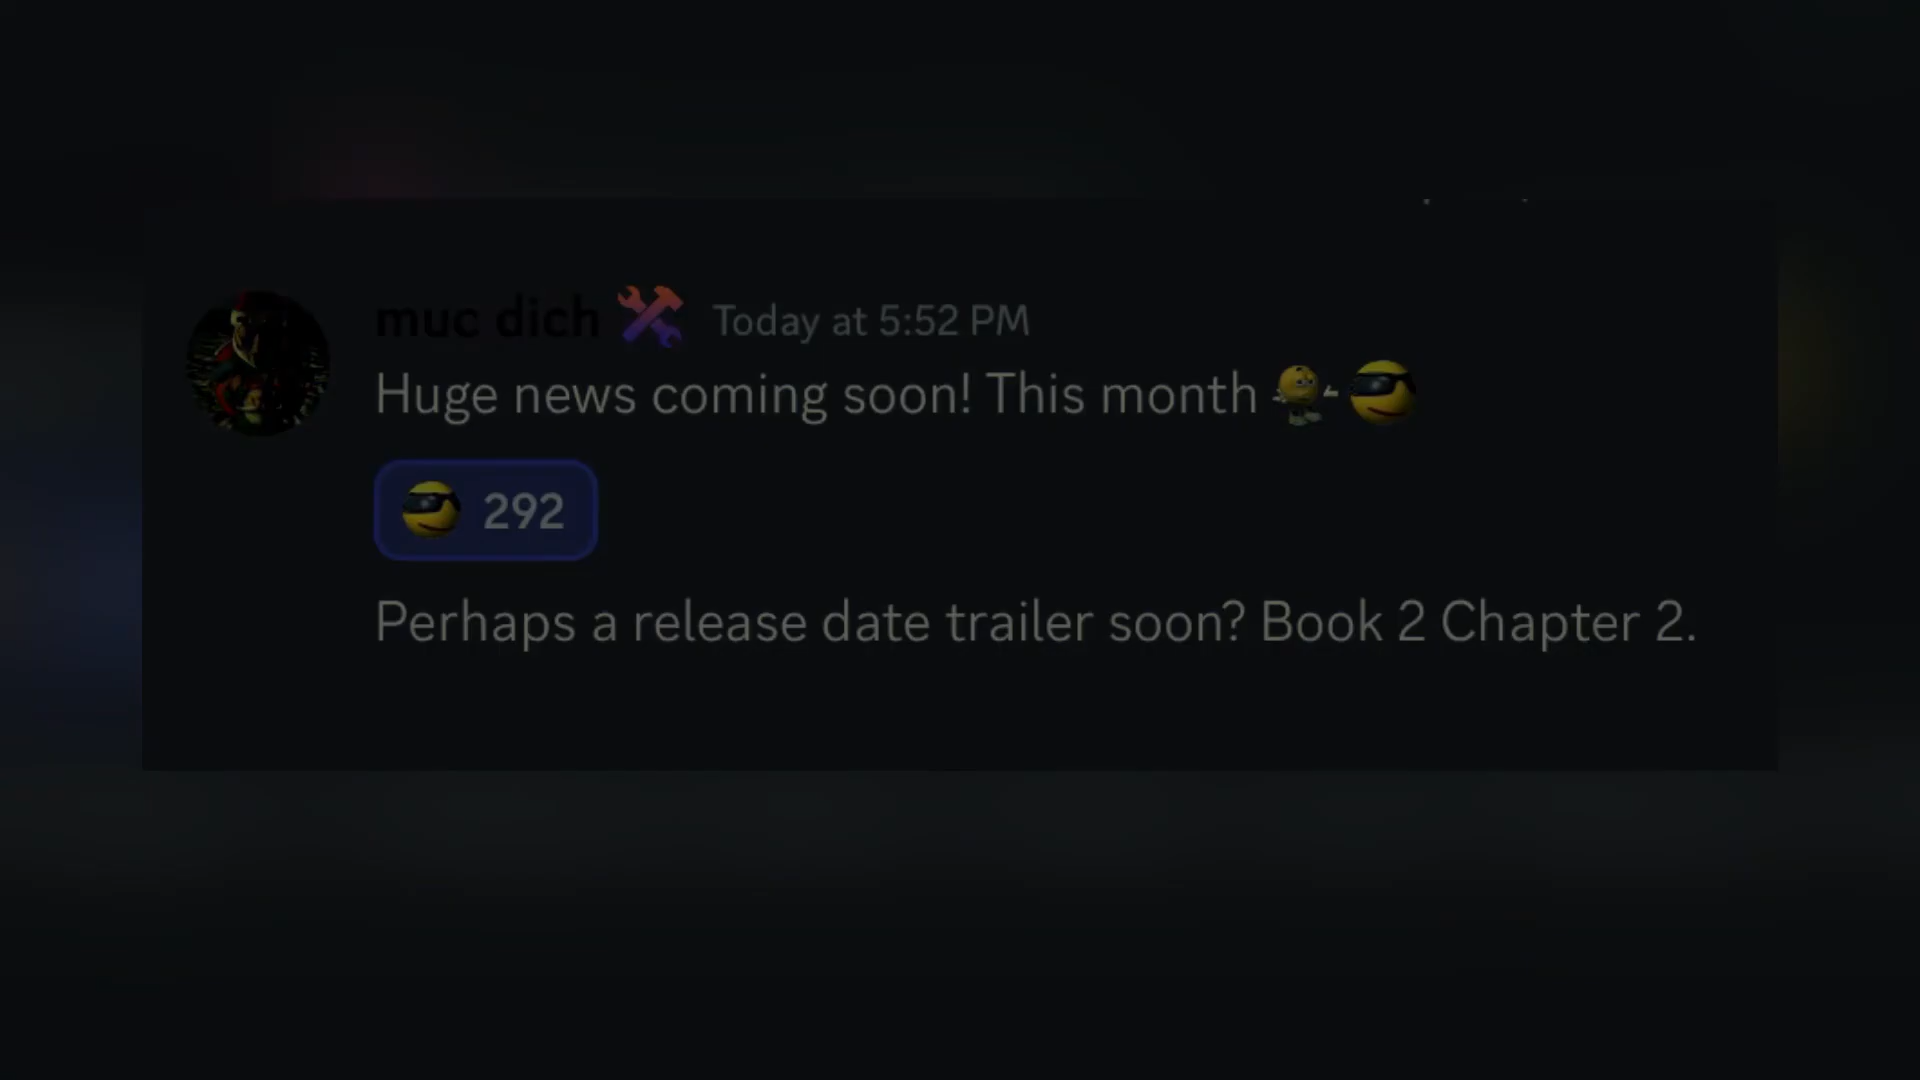 muc dich Today at 5:52 PM
Huge news coming soon! This month
292
Perhaps a release date trailer soon? Book 2 Chapter 2.